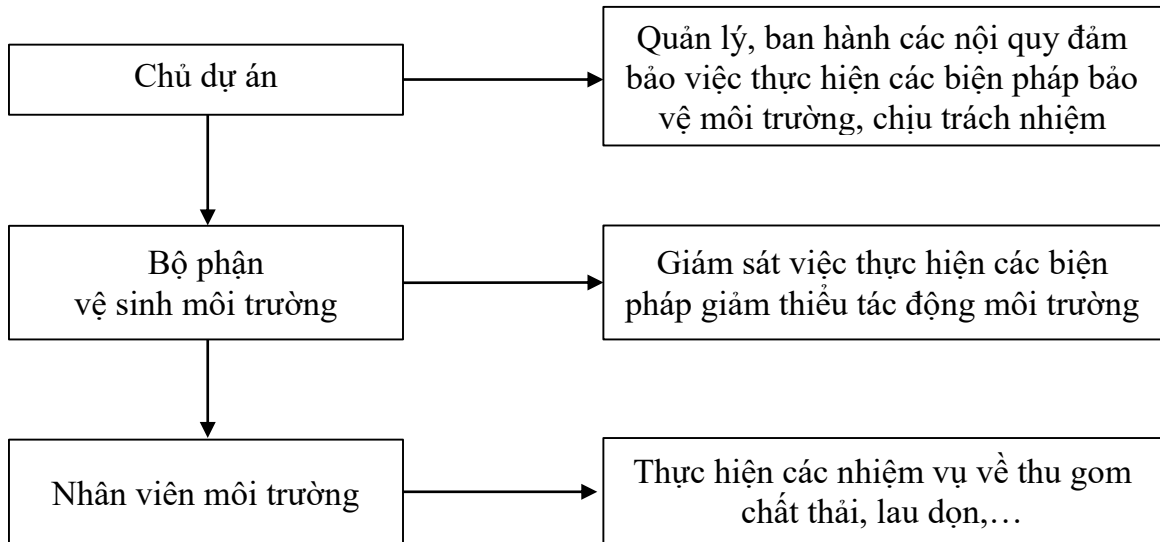 Chủ dự án
Quản lý, ban hành các nội quy đảm
bảo việc thực hiện các biện pháp bảo
vệ môi trường, chịu trách nhiệm
Bộ phận
vệ sinh môi trường
Giám sát việc thực hiện các biện
pháp giảm thiểu tác động môi trường
Nhân viên môi trường
Thực hiện các nhiệm vụ về thu gom
chất thải, lau dọn,…